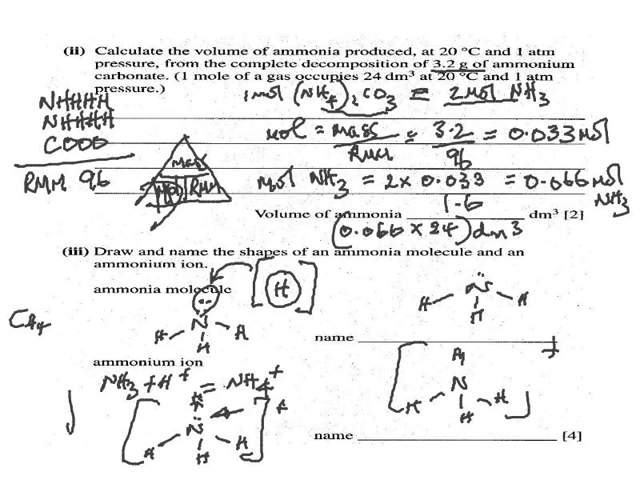 (ii) Calculate the volume of ammonia produced, at 20 °C and 1 atm
pressure, from the complete decomposition of 3.2 g of ammonium
carbonate. (1 mole of a gas occupies 24 dm³ at 20 °C and 1 atm
pressure.)
1mol (NH₄)₂CO₃ = 2mol NH₃
NHHHH
NHHHH
COOO
RMM 96
mass
RMM
mol = mass/RMM = 3.2/96 = 0.033 mol
mol NH₃ = 2 x 0.033 = 0.066 mol
NH₃
1.6
Volume of ammonia dm³ [2]
(0.066 x 24) dm3
(iii) Draw and name the shapes of an ammonia molecule and an
ammonium ion.
ammonia molecule
H
N
H H H
N
H H H
name
ammonium ion
NH₃ + H⁺ = NH₄⁺
H
N
H H H
+
H
N
H H H
+
name [4]